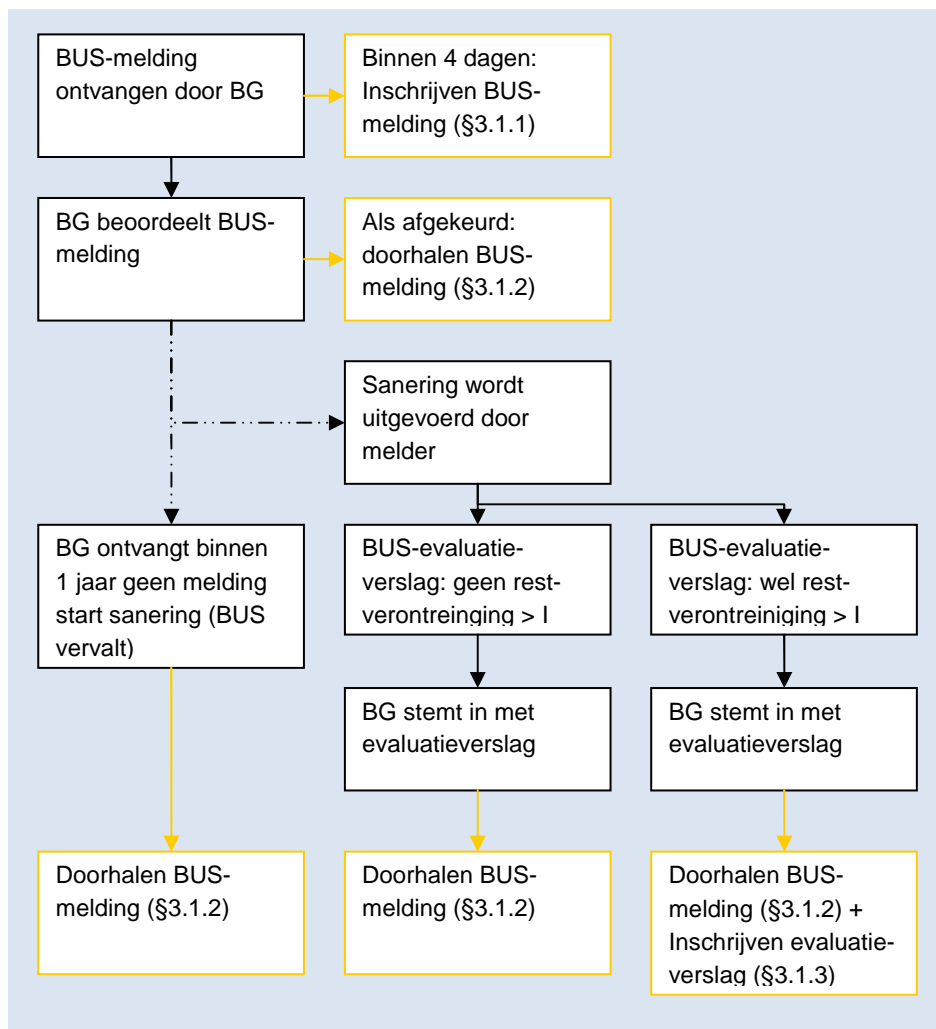 BUS-melding
ontvangen door BG
Binnen 4 dagen:
Inschrijven BUS-
melding (§3.1.1)
BG beoordeelt BUS-
melding
Als afgekeurd:
doorhalen BUS-
melding (§3.1.2)
Sanering wordt
uitgevoerd door
melder
BG ontvangt binnen
1 jaar geen melding
start sanering (BUS
vervalt)
BUS-evaluatie-
verslag: geen rest-
verontreinging > I
BUS-evaluatie-
verslag: wel rest-
verontreiniging > I
BG stemt in met
evaluatieverslag
BG stemt in met
evaluatieverslag
Doorhalen BUS-
melding (§3.1.2)
Doorhalen BUS-
melding (§3.1.2)
Doorhalen BUS-
melding (§3.1.2) +
Inschrijven evaluatie-
verslag (§3.1.3)